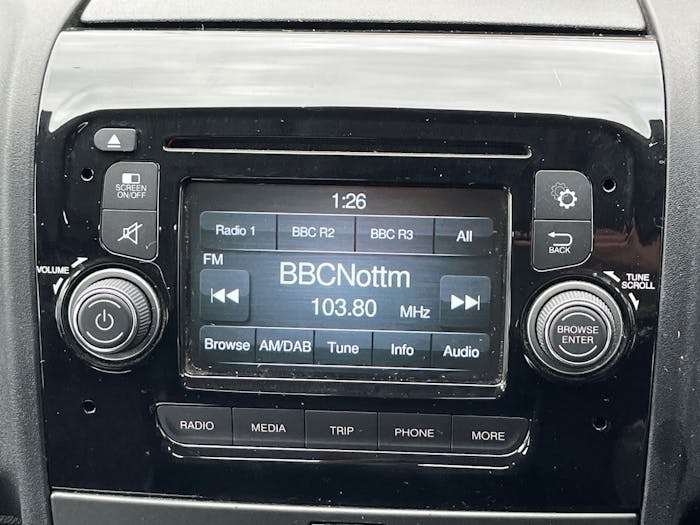 SCREEN
ON/OFF
VOLUME
1:26
Radio 1 BBC R2 BBC R3 All
FM
BBCNottm
103.80 MHz
Browse AM/DAB Tune Info Audio
BACK
TUNE
SCROLL
BROWSE
ENTER
RADIO MEDIA TRIP PHONE MORE